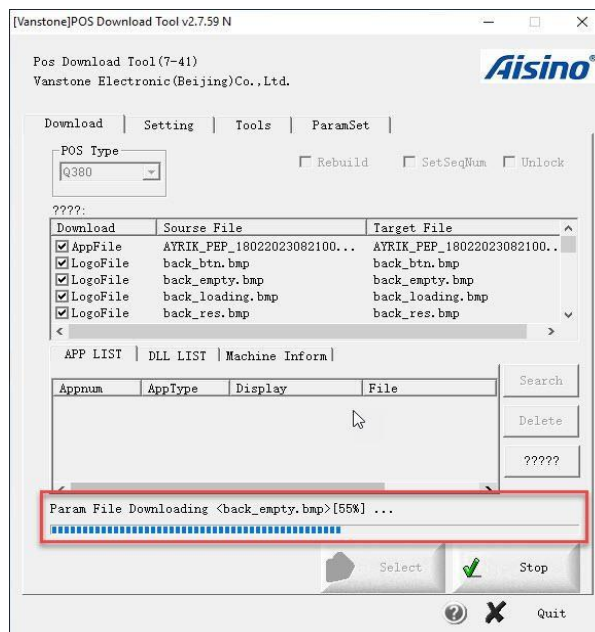 [Vanstone]POS Download Tool v2.7.59 N
Pos Download Tool(7-41)
Vanstone Electronic(Beijing)Co.,Ltd.
Aisino®
Download | Setting | Tools | ParamSet |
POS Type
Q380
Rebuild SetSeqNum Unlock
????:
Download Sourse File Target File
AppFile AYRIK_PEP_18022023082100... AYRIK_PEP_18022023082100..
LogoFile back_btn.bmp back_btn.bmp
LogoFile back_empty.bmp back_empty.bmp
LogoFile back_loading.bmp back_loading.bmp
LogoFile back_res.bmp back_res.bmp
APP LIST | DLL LIST | Machine Inform |
Appnum AppType Display File
Search
Delete
?????
Param File Downloading <back_empty.bmp>[55%] ...
Select Stop
Quit